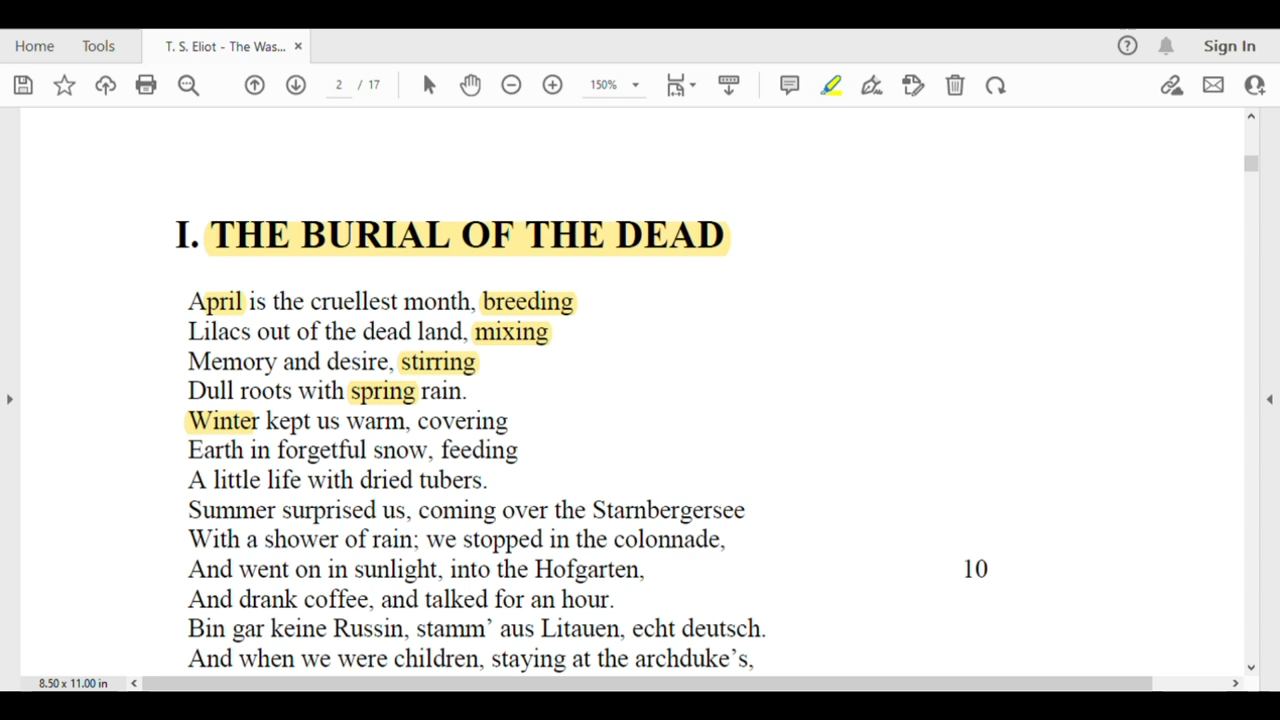 Home Tools T. S. Eliot - The Was... × Sign In
2 / 17 150%
I. THE BURIAL OF THE DEAD
April is the cruellest month, breeding
Lilacs out of the dead land, mixing
Memory and desire, stirring
Dull roots with spring rain.
Winter kept us warm, covering
Earth in forgetful snow, feeding
A little life with dried tubers.
Summer surprised us, coming over the Starnbergersee
With a shower of rain; we stopped in the colonnade,
And went on in sunlight, into the Hofgarten, 10
And drank coffee, and talked for an hour.
Bin gar keine Russin, stamm’ aus Litauen, echt deutsch.
And when we were children, staying at the archduke’s,
8.50 x 11.00 in